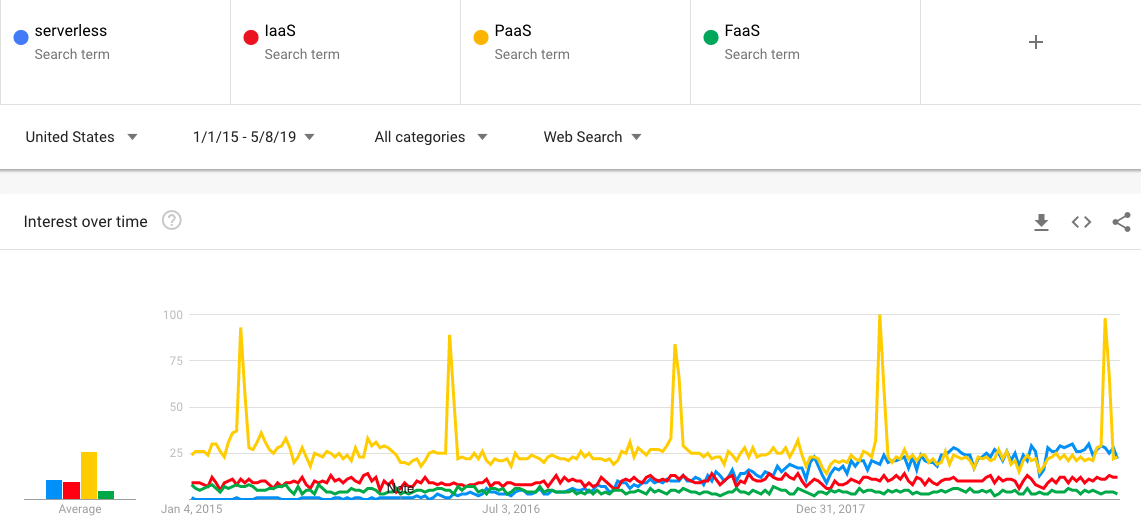 serverless
Search term
IaaS
Search term
PaaS
Search term
FaaS
Search term
+
United States
1/1/15 - 5/8/19
All categories
Web Search
Interest over time
?
100
75
50
25
Note
Average
Jan 4, 2015
Jul 3, 2016
Dec 31, 2017